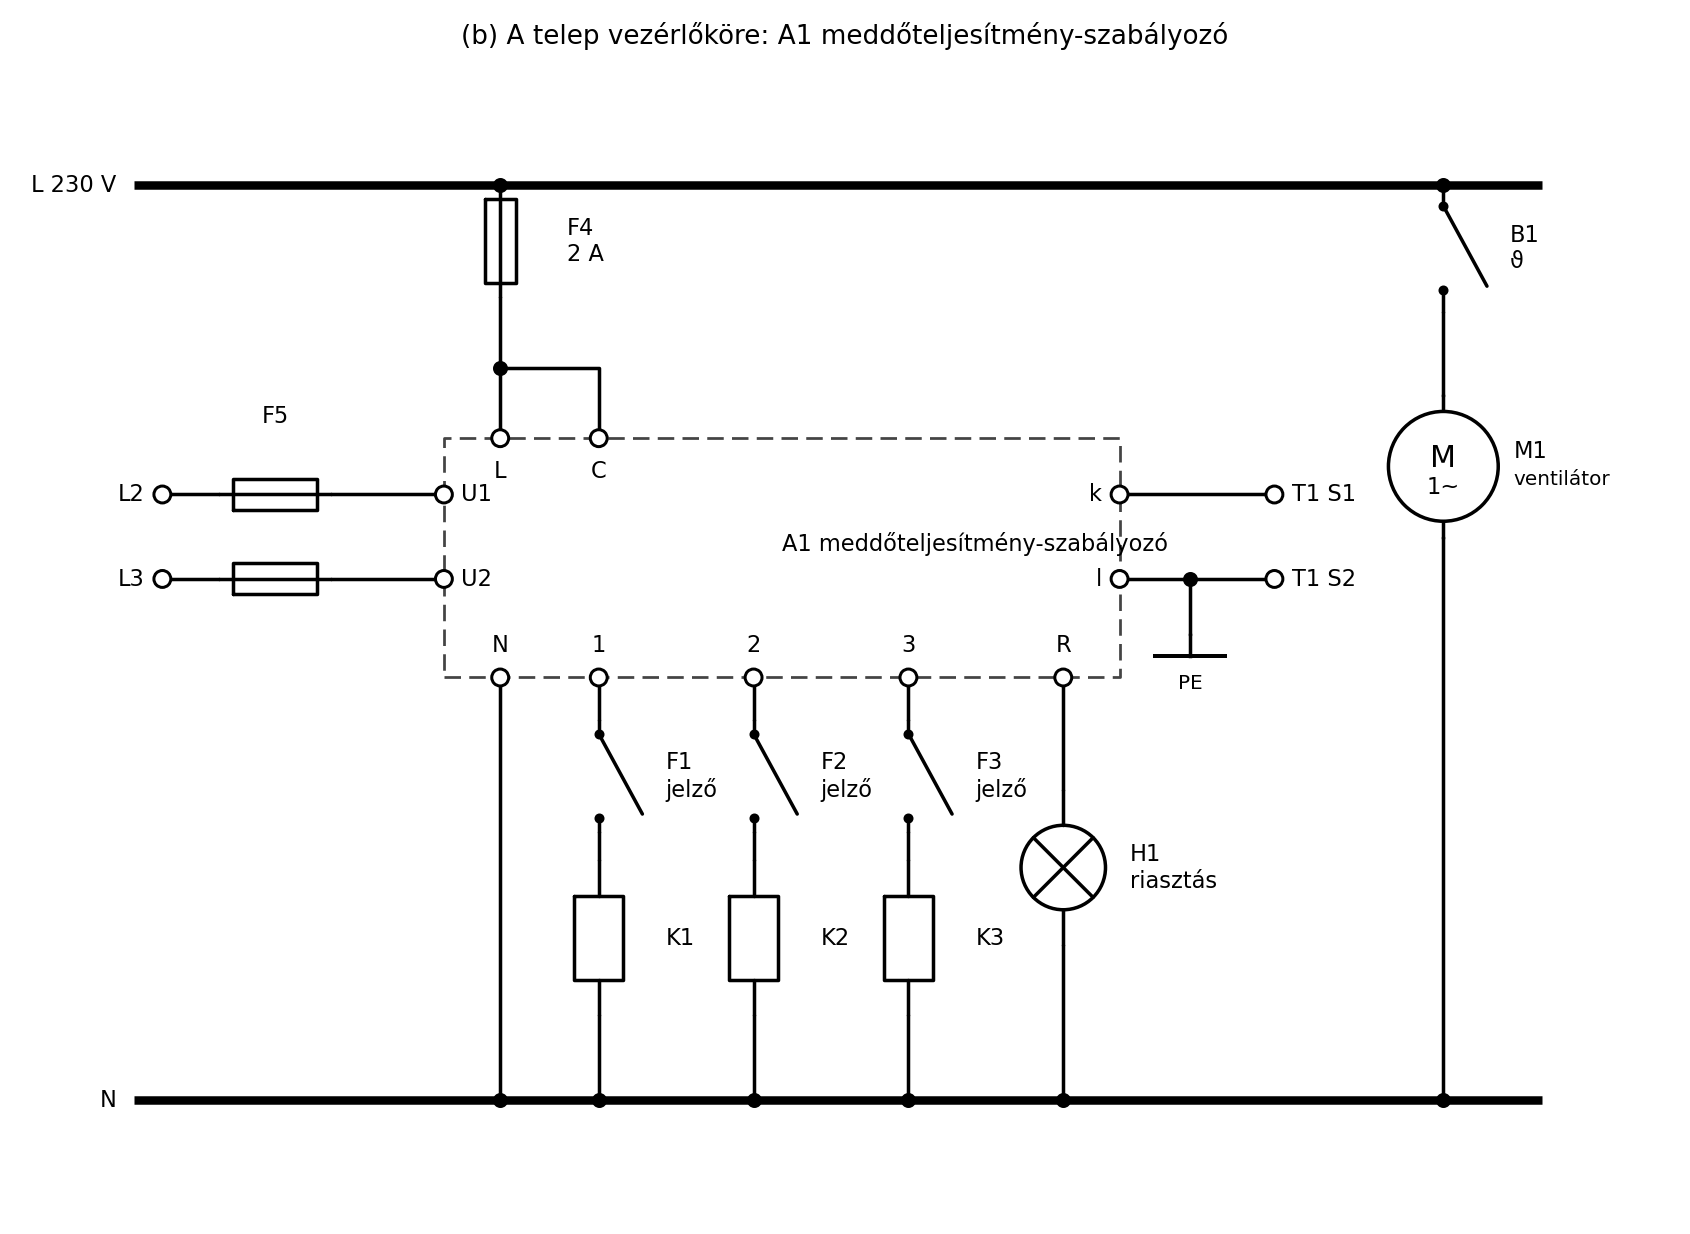 (b) A telep vezérlőköre: A1 meddőteljesítmény-szabályozó
L 230 V
F4
2 A
B1
ϑ
F5
L C
L2 U1
k T1 S1
M
1~
M1
ventilátor
A1 meddőteljesítmény-szabályozó
L3 U2
l T1 S2
N 1 2 3 R
PE
F1
jelző
F2
jelző
F3
jelző
H1
riasztás
K1 K2 K3
N